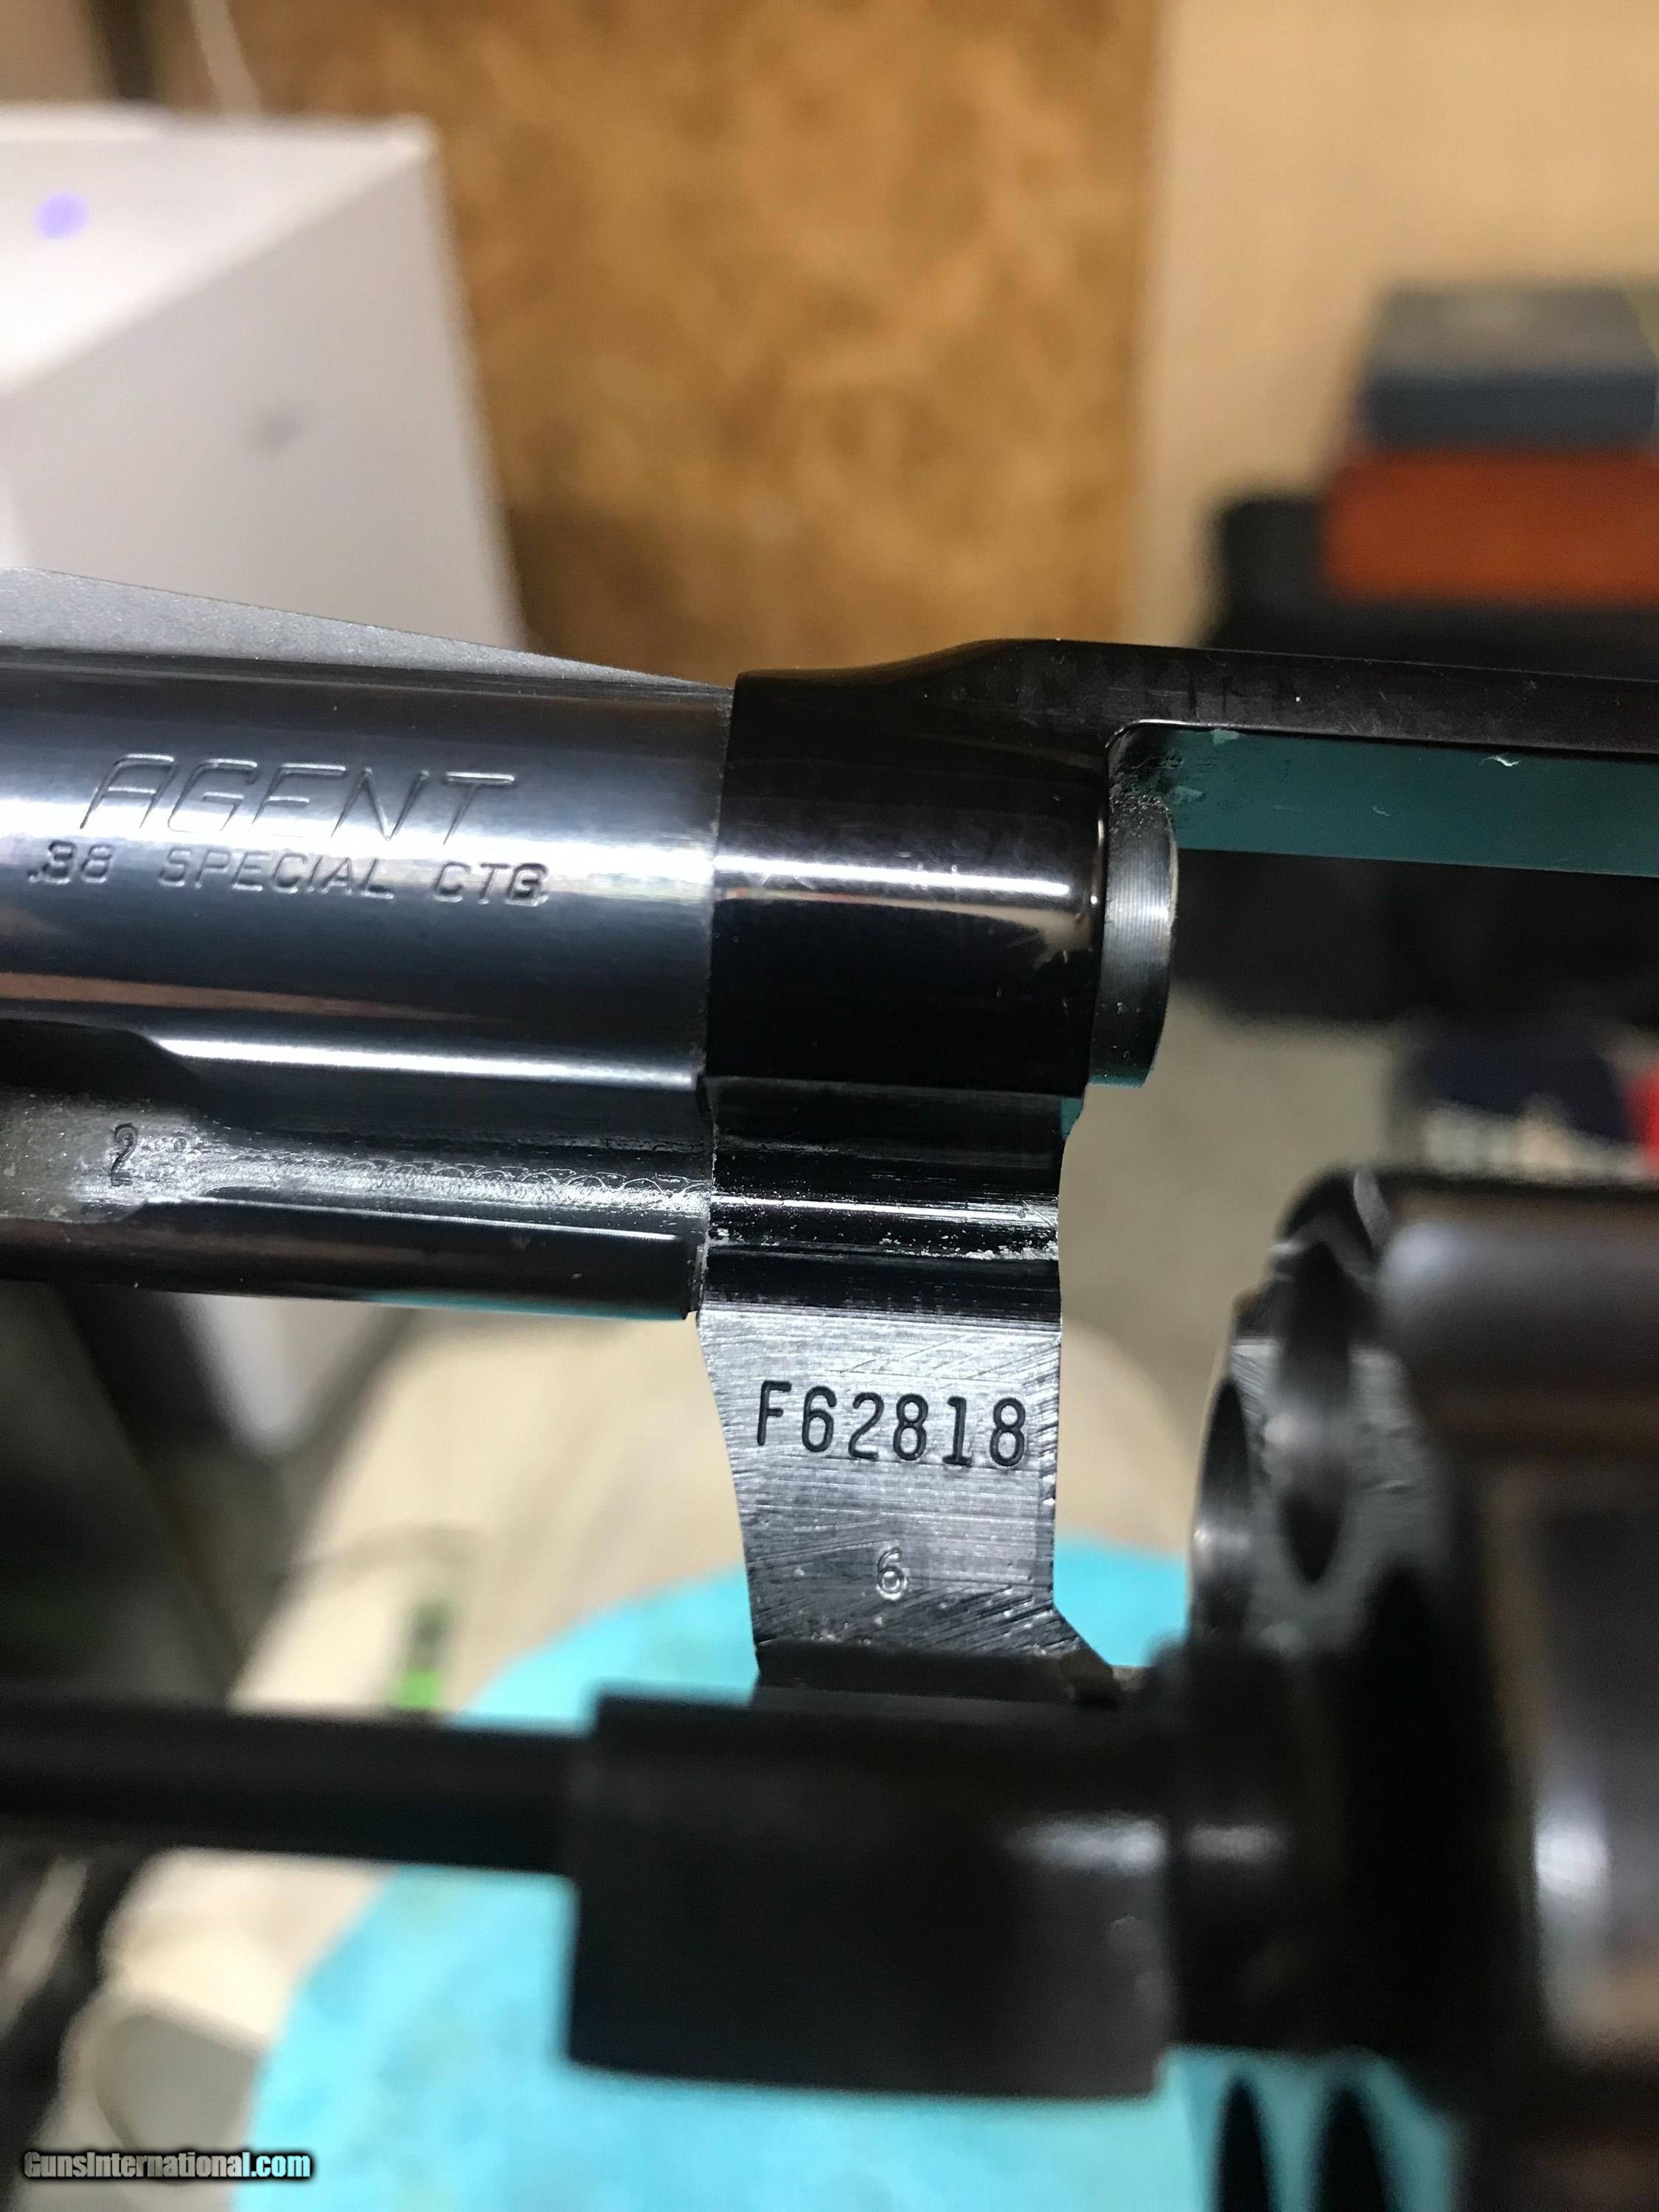 AGENT
.38 SPECIAL CTG.
2
F62818
6
GunsInternational.com